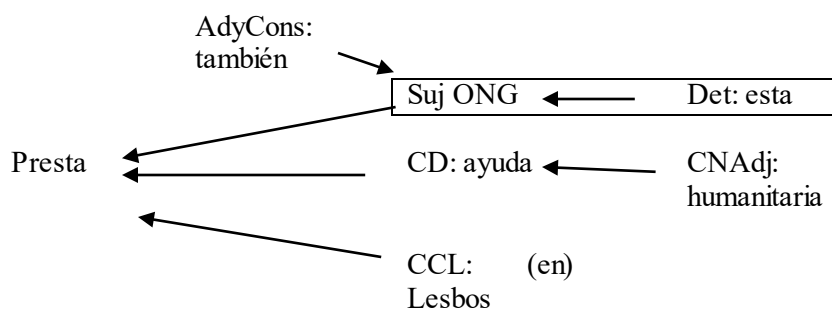 AdyCons:
también
Suj ONG
Det: esta
Presta
CD: ayuda
CNAdj:
humanitaria
CCL: (en)
Lesbos